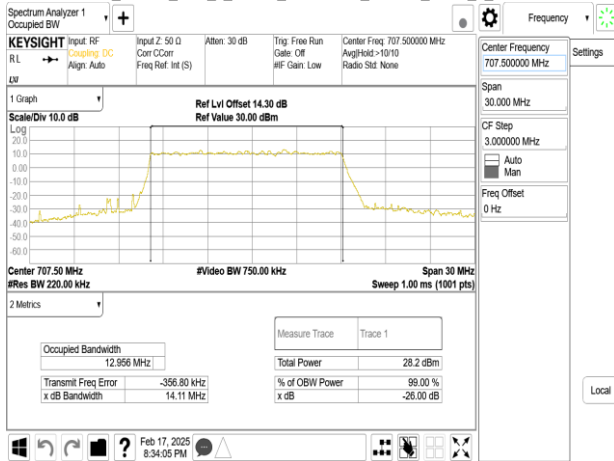 Spectrum Analyzer 1
Occupied BW
+
Frequency
KEYSIGHT
RL
LXI
Input: RF
Coupling: DC
Align: Auto
Input Z: 50 Ω
Corr CCorr
Freq Ref: Int (S)
Atten: 30 dB
Trig: Free Run
Gate: Off
#IF Gain: Low
Center Freq: 707.500000 MHz
Avg|Hold:>10/10
Radio Std: None
Center Frequency
707.500000 MHz
Settings
Span
30.000 MHz
CF Step
3.000000 MHz
Auto
Man
Freq Offset
0 Hz
Local
1 Graph
Scale/Div 10.0 dB
Ref Lvl Offset 14.30 dB
Ref Value 30.00 dBm
Log
20.0
10.0
0.00
-10.0
-20.0
-30.0
-40.0
-50.0
-60.0
Center 707.50 MHz
#Video BW 750.00 kHz
Span 30 MHz
#Res BW 220.00 kHz
Sweep 1.00 ms (1001 pts)
2 Metrics
Measure Trace
Trace 1
Occupied Bandwidth
12.956 MHz
Total Power
28.2 dBm
Transmit Freq Error
-356.80 kHz
% of OBW Power
99.00 %
x dB Bandwidth
14.11 MHz
x dB
-26.00 dB
?
Feb 17, 2025
8:34:05 PM